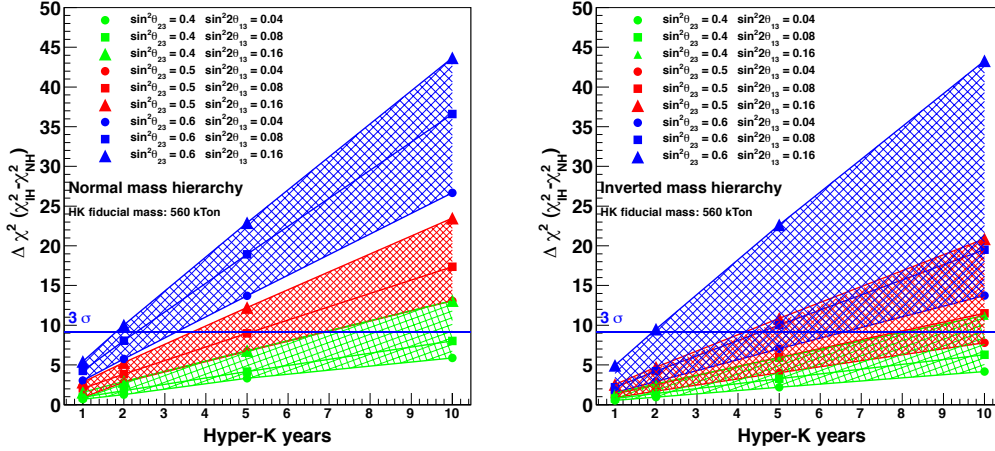 50
45
40
35
30
25
20
15
10
5
0
Δ χ² (χ²_IH-χ²_NH)
sin²θ₂₃ = 0.4 sin²2θ₁₃ = 0.04
sin²θ₂₃ = 0.4 sin²2θ₁₃ = 0.08
sin²θ₂₃ = 0.4 sin²2θ₁₃ = 0.16
sin²θ₂₃ = 0.5 sin²2θ₁₃ = 0.04
sin²θ₂₃ = 0.5 sin²2θ₁₃ = 0.08
sin²θ₂₃ = 0.5 sin²2θ₁₃ = 0.16
sin²θ₂₃ = 0.6 sin²2θ₁₃ = 0.04
sin²θ₂₃ = 0.6 sin²2θ₁₃ = 0.08
sin²θ₂₃ = 0.6 sin²2θ₁₃ = 0.16
Normal mass hierarchy
HK fiducial mass: 560 kTon
3 σ
1 2 3 4 5 6 7 8 9 10
Hyper-K years
50
45
40
35
30
25
20
15
10
5
0
Δ χ² (χ²_IH-χ²_NH)
sin²θ₂₃ = 0.4 sin²2θ₁₃ = 0.04
sin²θ₂₃ = 0.4 sin²2θ₁₃ = 0.08
sin²θ₂₃ = 0.4 sin²2θ₁₃ = 0.16
sin²θ₂₃ = 0.5 sin²2θ₁₃ = 0.04
sin²θ₂₃ = 0.5 sin²2θ₁₃ = 0.08
sin²θ₂₃ = 0.5 sin²2θ₁₃ = 0.16
sin²θ₂₃ = 0.6 sin²2θ₁₃ = 0.04
sin²θ₂₃ = 0.6 sin²2θ₁₃ = 0.08
sin²θ₂₃ = 0.6 sin²2θ₁₃ = 0.16
Inverted mass hierarchy
HK fiducial mass: 560 kTon
3 σ
1 2 3 4 5 6 7 8 9 10
Hyper-K years